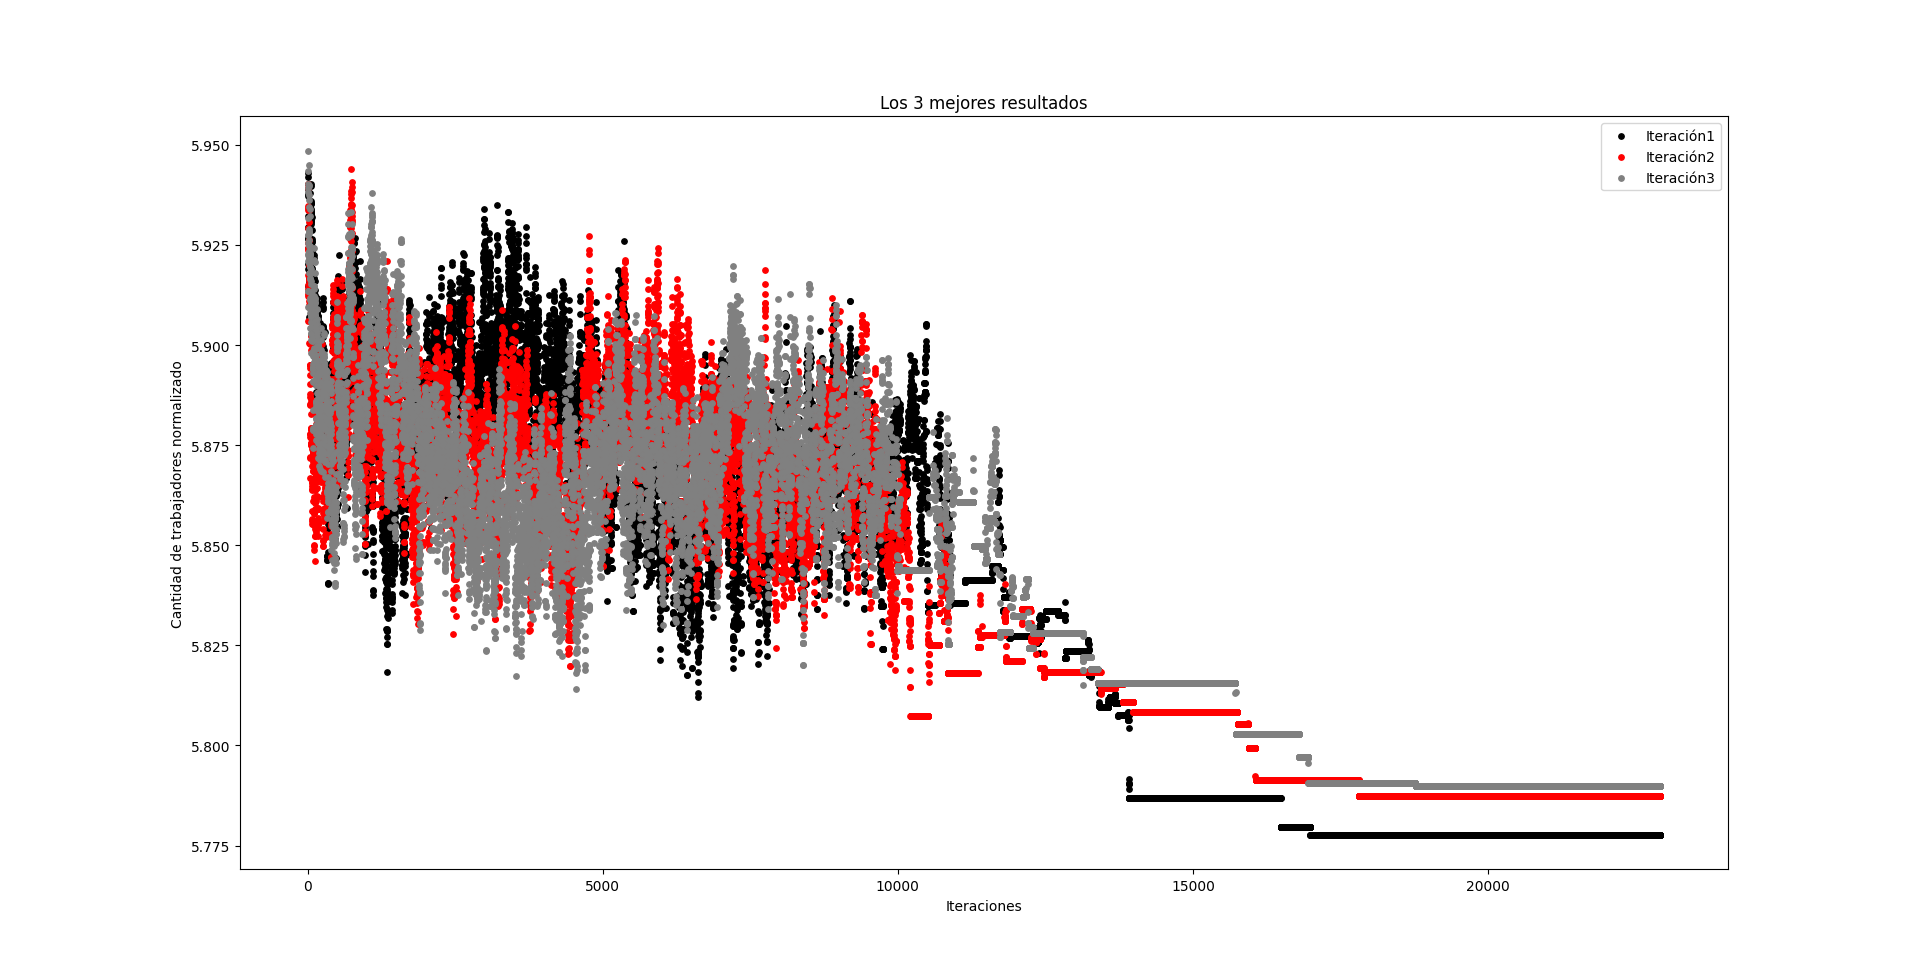 Los 3 mejores resultados
Iteración1
Iteración2
Iteración3
Cantidad de trabajadores normalizado
5.950
5.925
5.900
5.875
5.850
5.825
5.800
5.775
0
5000
10000
15000
20000
Iteraciones